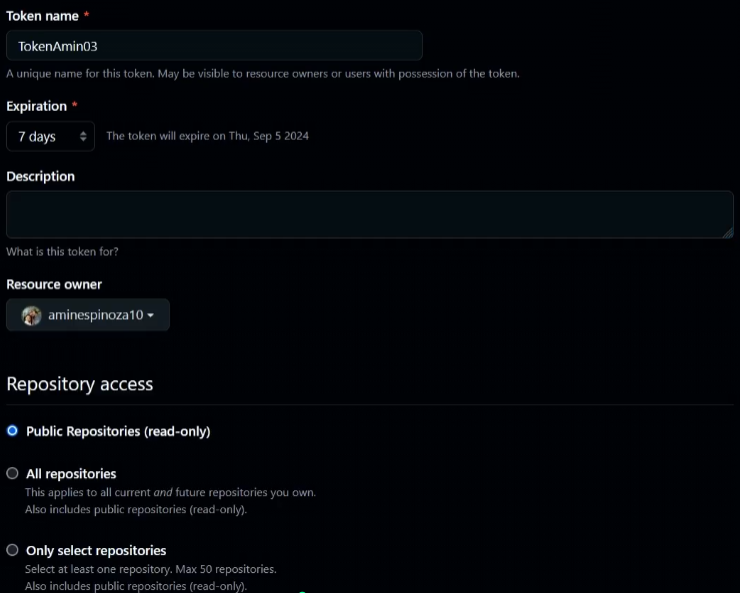 Token name *
TokenAmin03
A unique name for this token. May be visible to resource owners or users with possession of the token.
Expiration *
7 days The token will expire on Thu, Sep 5 2024
Description
What is this token for?
Resource owner
aminespinoza10
Repository access
Public Repositories (read-only)
All repositories
This applies to all current and future repositories you own.
Also includes public repositories (read-only).
Only select repositories
Select at least one repository. Max 50 repositories.
Also includes public repositories (read-only).